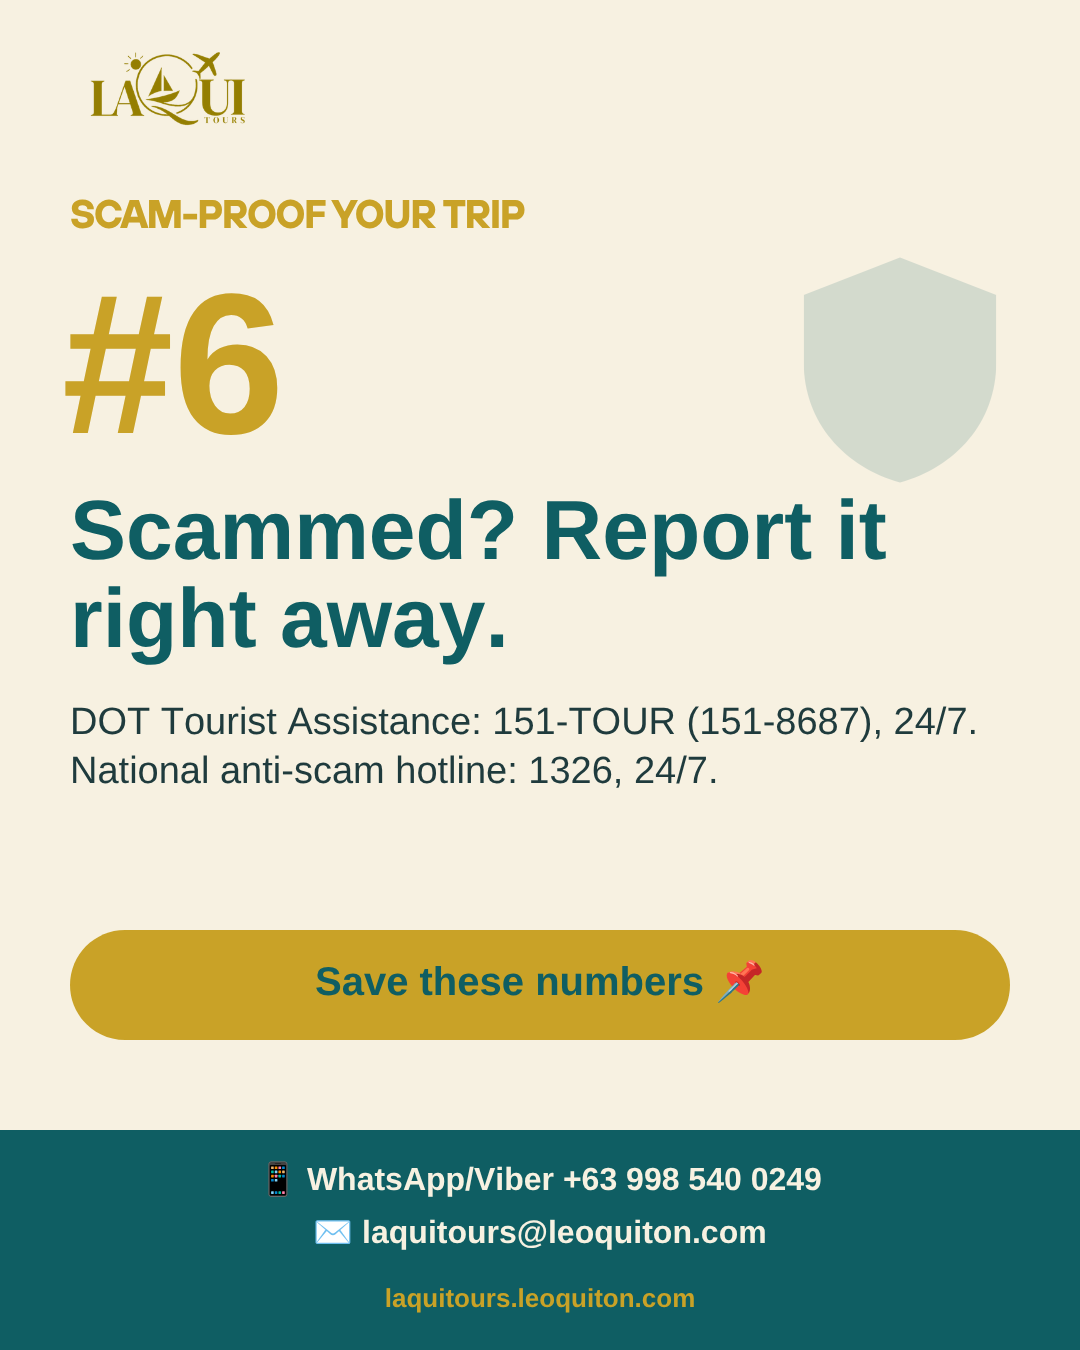 LAQUI
TOURS
SCAM-PROOF YOUR TRIP
#6
Scammed? Report it
right away.
DOT Tourist Assistance: 151-TOUR (151-8687), 24/7.
National anti-scam hotline: 1326, 24/7.
Save these numbers 📌
📱 WhatsApp/Viber +63 998 540 0249
✉️ laquitours@leoquiton.com
laquitours.leoquiton.com